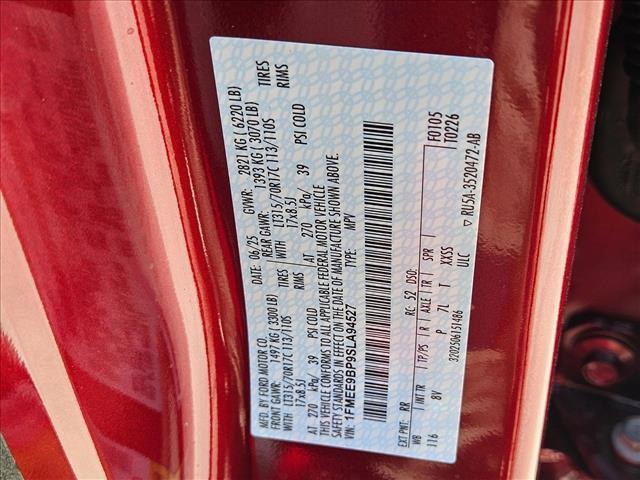 MFD. BY FORD MOTOR CO.
DATE: 06/25 GVWR: 2821 KG ( 6220 LB)
FRONT GAWR: 1497 KG ( 3300 LB) REAR GAWR: 1393 KG ( 3070 LB)
LT315/70R17C 113/110S TIRES WITH LT315/70R17C 113/110S TIRES
17x8.5J RIMS 17x8.5J RIMS
AT 270 kPa/ 39 PSI COLD AT 270 kPa/ 39 PSI COLD
THIS VEHICLE CONFORMS TO ALL APPLICABLE FEDERAL MOTOR VEHICLE
SAFETY STANDARDS IN EFFECT ON THE DATE OF MANUFACTURE SHOWN ABOVE.
VIN: 1FMEE9BP9SLA94527 TYPE: MPV
F0105
T0226
EXT PNT: RR RC: 52 DSO:
WB INT TR TP/PS R AXLE TR SPR
116 8V P 7L T XX5S
ULC
3202506151486
RU5A-3520472-AB